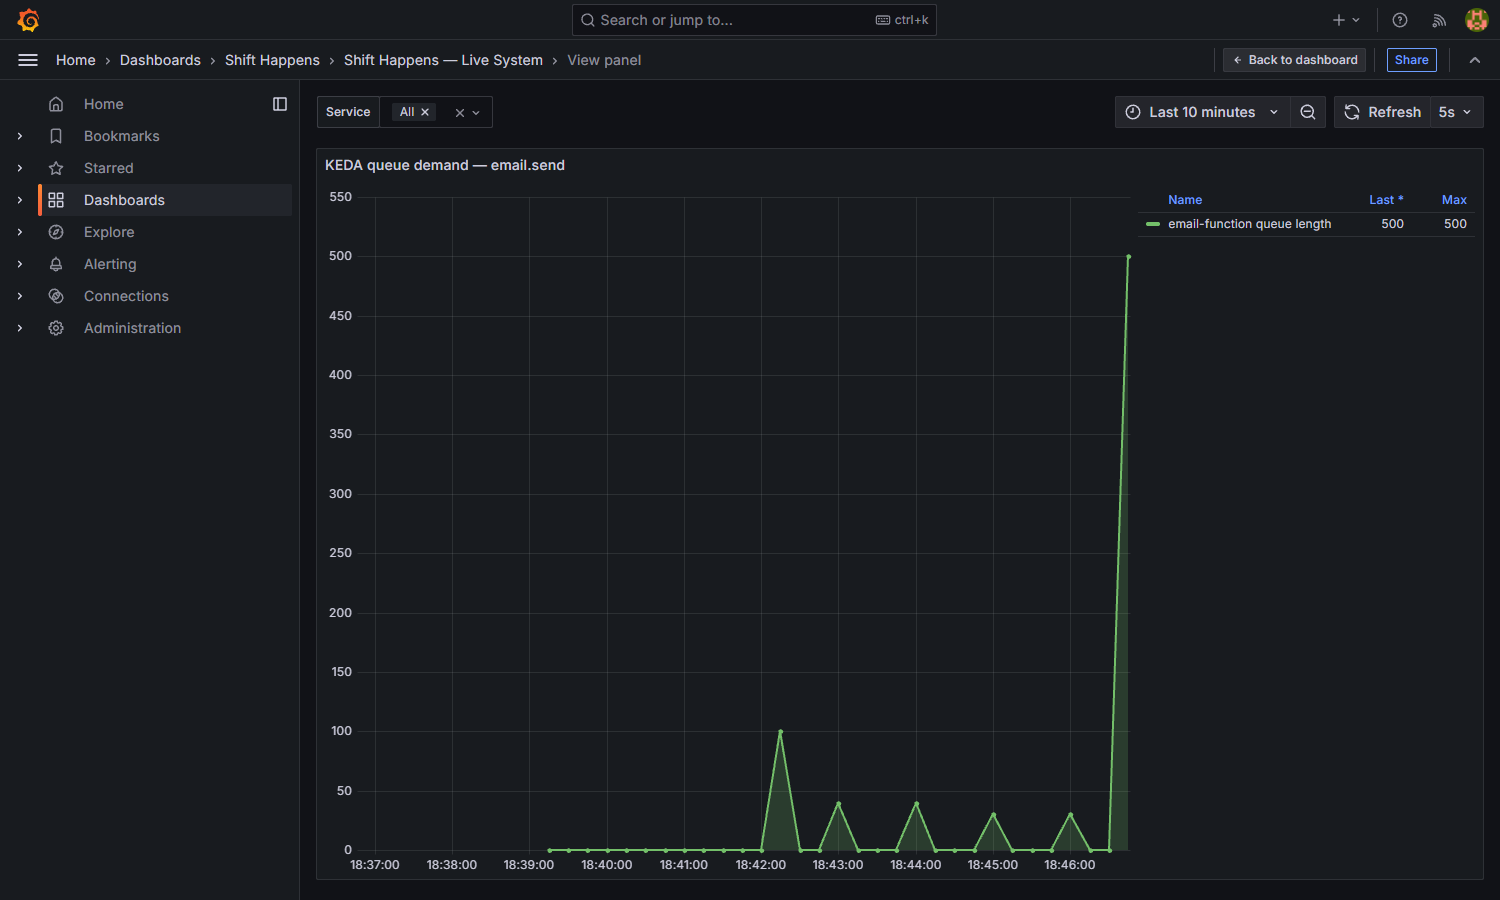 Search or jump to...
ctrl+k
Home > Dashboards > Shift Happens > Shift Happens — Live System > View panel
Back to dashboard
Share
Home
Bookmarks
Starred
Dashboards
Explore
Alerting
Connections
Administration
Service
All
Last 10 minutes
Refresh
5s
KEDA queue demand — email.send
550
500
450
400
350
300
250
200
150
100
50
0
18:37:00 18:38:00 18:39:00 18:40:00 18:41:00 18:42:00 18:43:00 18:44:00 18:45:00 18:46:00
Name Last * Max
email-function queue length 500 500